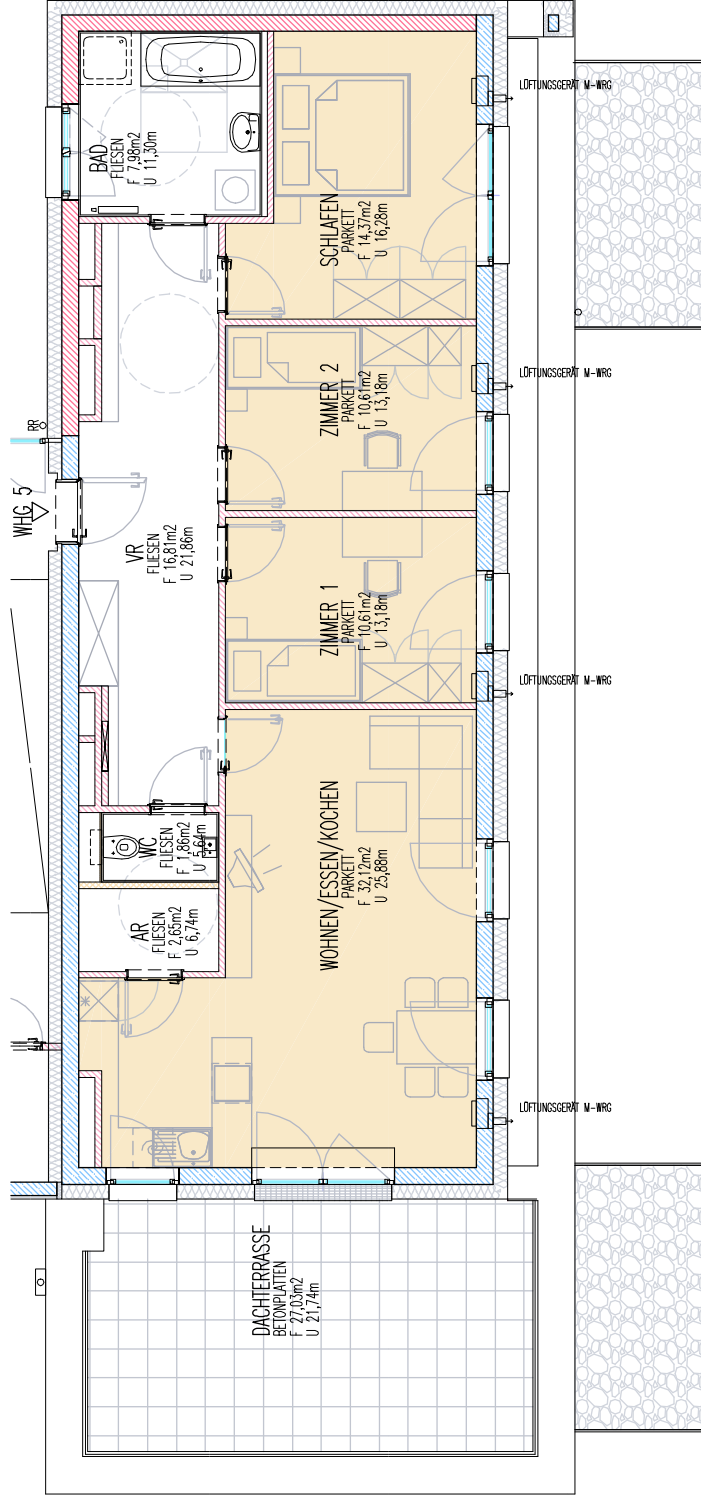 LÜFTUNGSGERÄT M-WRG
BAD
FLIESEN
F 7,98m2
U 11,30m
SCHLAFEN
PARKETT
F 14,37m2
U 16,28m
LÜFTUNGSGERÄT M-WRG
ZIMMER 2
PARKETT
F 10,61m2
U 13,18m
RR
WHG 5
VR
FLIESEN
F 16,81m2
U 21,86m
ZIMMER 1
PARKETT
F 10,61m2
U 13,18m
LÜFTUNGSGERÄT M-WRG
WC
FLIESEN
F 1,86m2
U 5,64m
WOHNEN/ESSEN/KOCHEN
PARKETT
F 32,12m2
U 25,88m
AR
FLIESEN
F 2,65m2
U 6,74m
LÜFTUNGSGERÄT M-WRG
DACHTERRASSE
BETONPLATTEN
F 27,03m2
U 21,74m